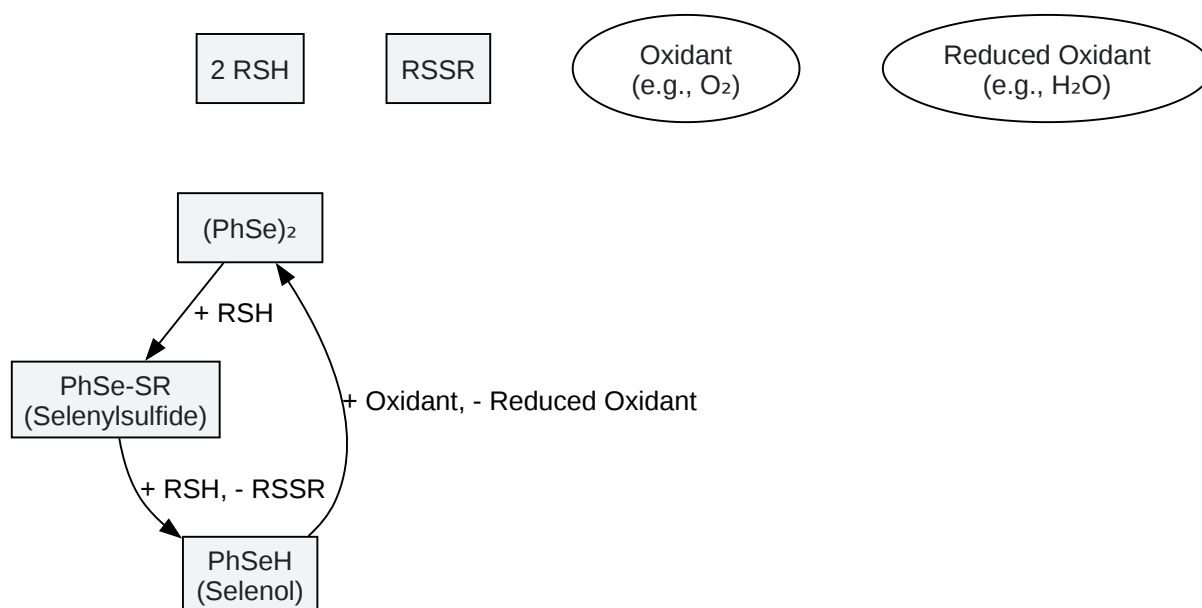 2 RSH
RSSR
Oxidant
(e.g., O₂)
Reduced Oxidant
(e.g., H₂O)
(PhSe)₂
+ RSH
PhSe-SR
(Selenylsulfide)
+ Oxidant, - Reduced Oxidant
+ RSH, - RSSR
PhSeH
(Selenol)